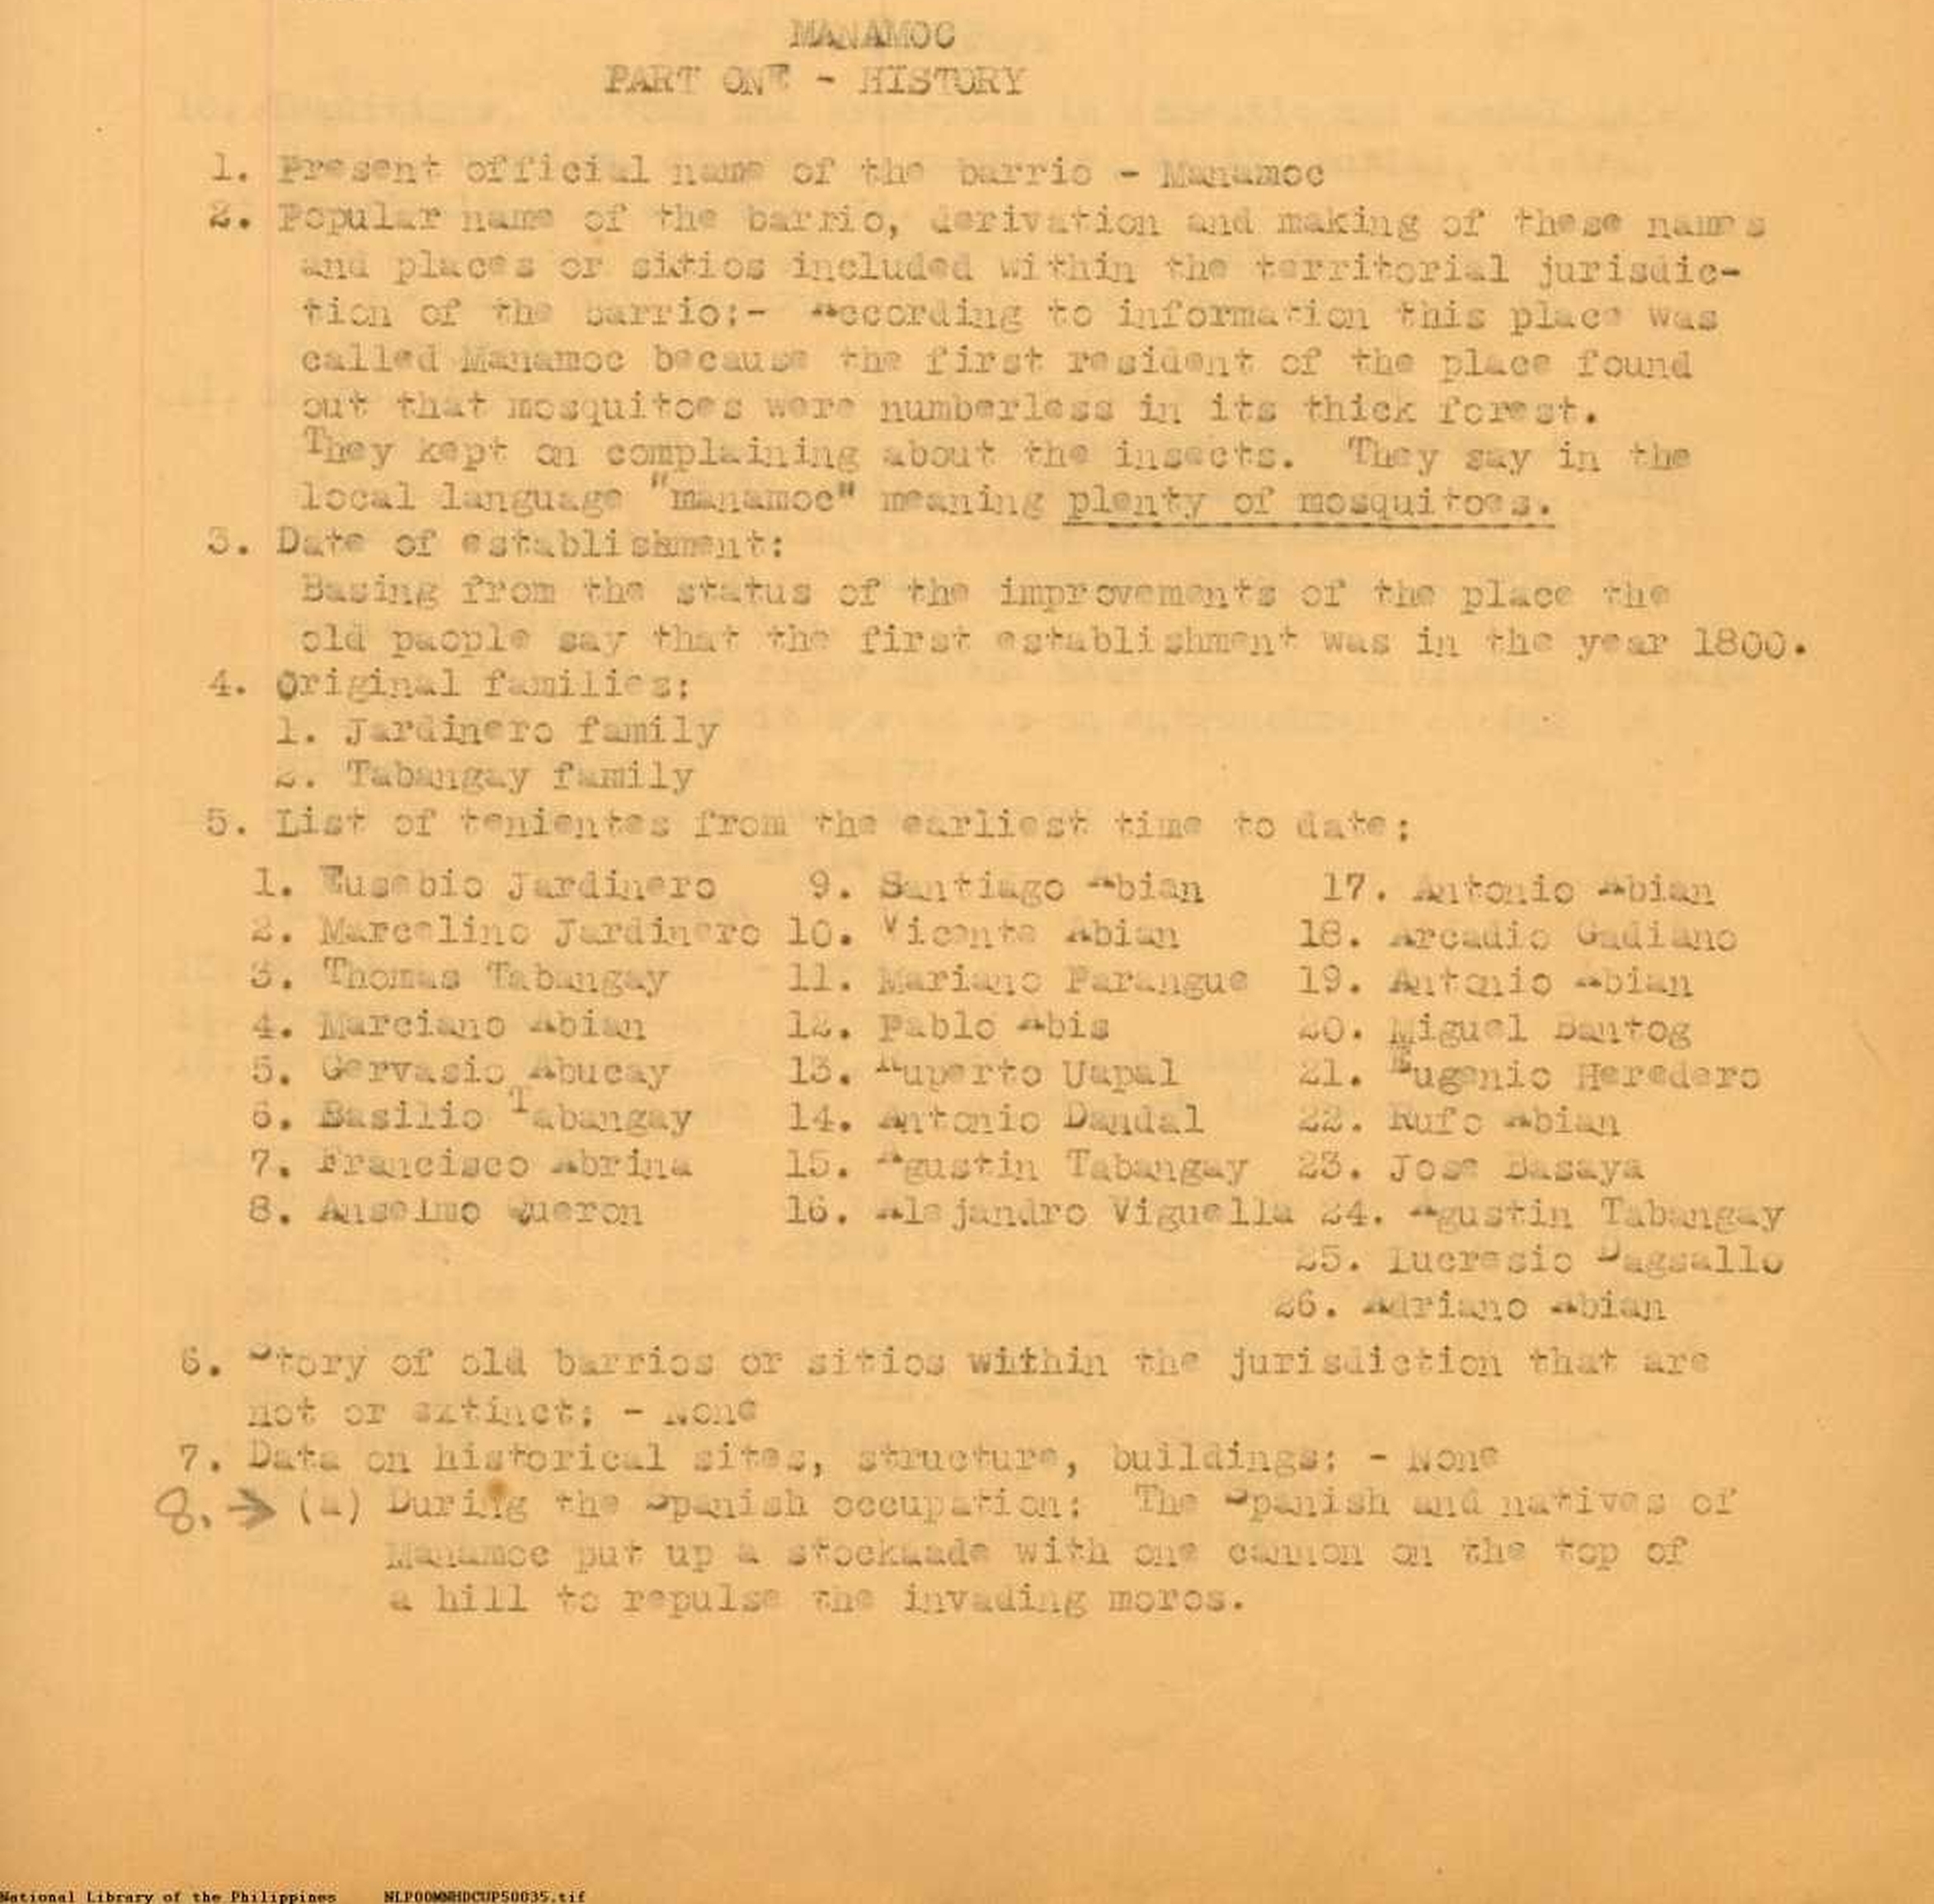 MANAMOC
PART ONE - HISTORY
1. Present official name of the barrio - Manamoc
2. Popular name of the barrio, derivation and making of these names
and places or sitios included within the territorial jurisdic-
tion of the barrio:- According to information this place was
called Manamoc because the first resident of the place found
out that mosquitoes were numberless in its thick forest.
They kept on complaining about the insects. They say in the
local language "manamoc" meaning plenty of mosquitoes.
3. Date of establishment:
Basing from the status of the improvements of the place the
old paople say that the first establishment was in the year 1800.
4. Original families:
1. Jardinero family
2. Tabangay family
5. List of tenientes from the earliest time to date:
1. Eusebio Jardinero 9. Santiago Abian 17. Antonio Abian
2. Marcelino Jardinero 10. Vicente Abian 18. Arcadio Gadiano
3. Thomas Tabangay 11. Mariano Parangue 19. Antonio Abian
4. Marciano Abian 12. Pablo Abis 20. Miguel Bantog
5. Gervasio Abucay 13. Ruperto Uapal 21. Eugenio Heredero
6. Basilio Tabangay 14. Antonio Dandal 22. Rufo Abian
7. Francisco Abrina 15. Agustin Tabangay 23. Jose Basaya
8. Anselmo Queron 16. Alejandro Viguella 24. Agustin Tabangay
25. Lucresio Dagsallo
26. Adriano Abian
6. Story of old barrios or sitios within the jurisdiction that are
not or extinct: - None
7. Data on historical sites, structure, buildings: - None
8. → (a) During the Spanish occupation: The Spanish and natives of
Manamoc put up a stockaade with one cannon on the top of
a hill to repulse the invading moros.
National Library of the Philippines NLPOOMNHDCUP50035.tif